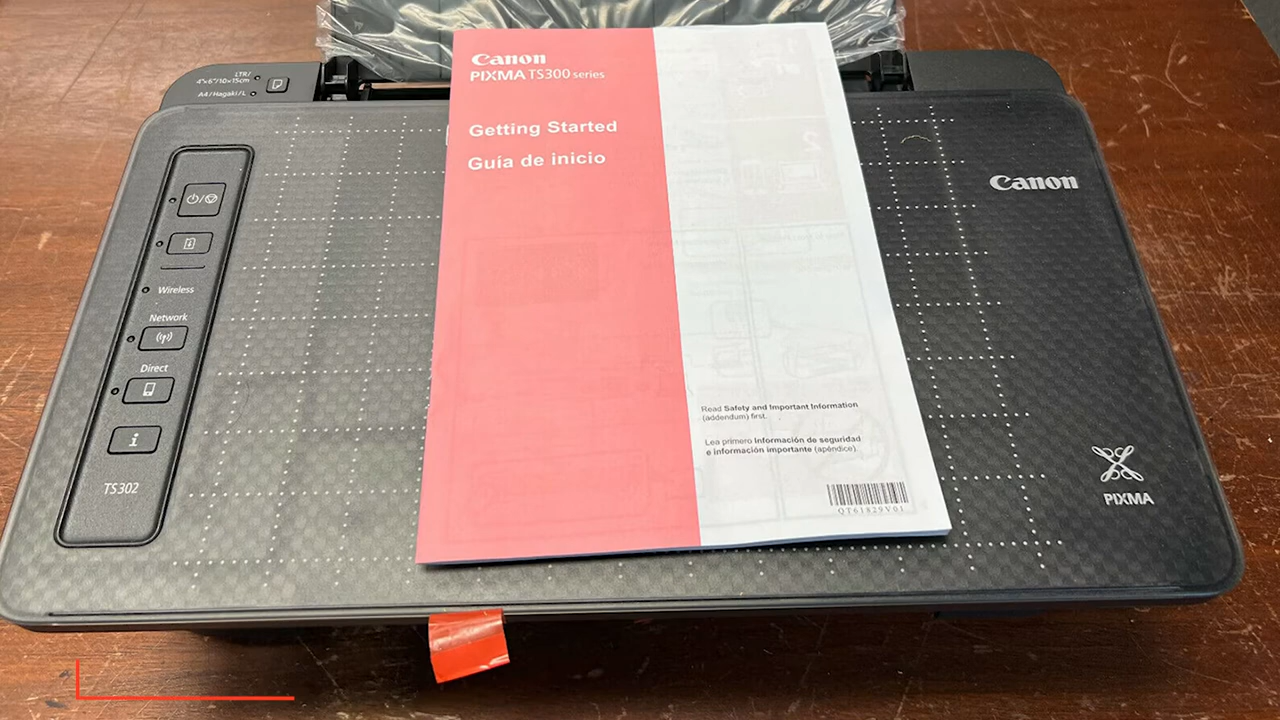 LTR/
4"x6"/10x15cm
A4/Hagaki/L
Wireless
Network
Direct
TS302
Canon
PIXMA TS300 series
Getting Started
Guía de inicio
Read Safety and Important Information
(addendum) first.
Lea primero Información de seguridad
e información importante (apéndice)
QT61829V01
Canon
PIXMA